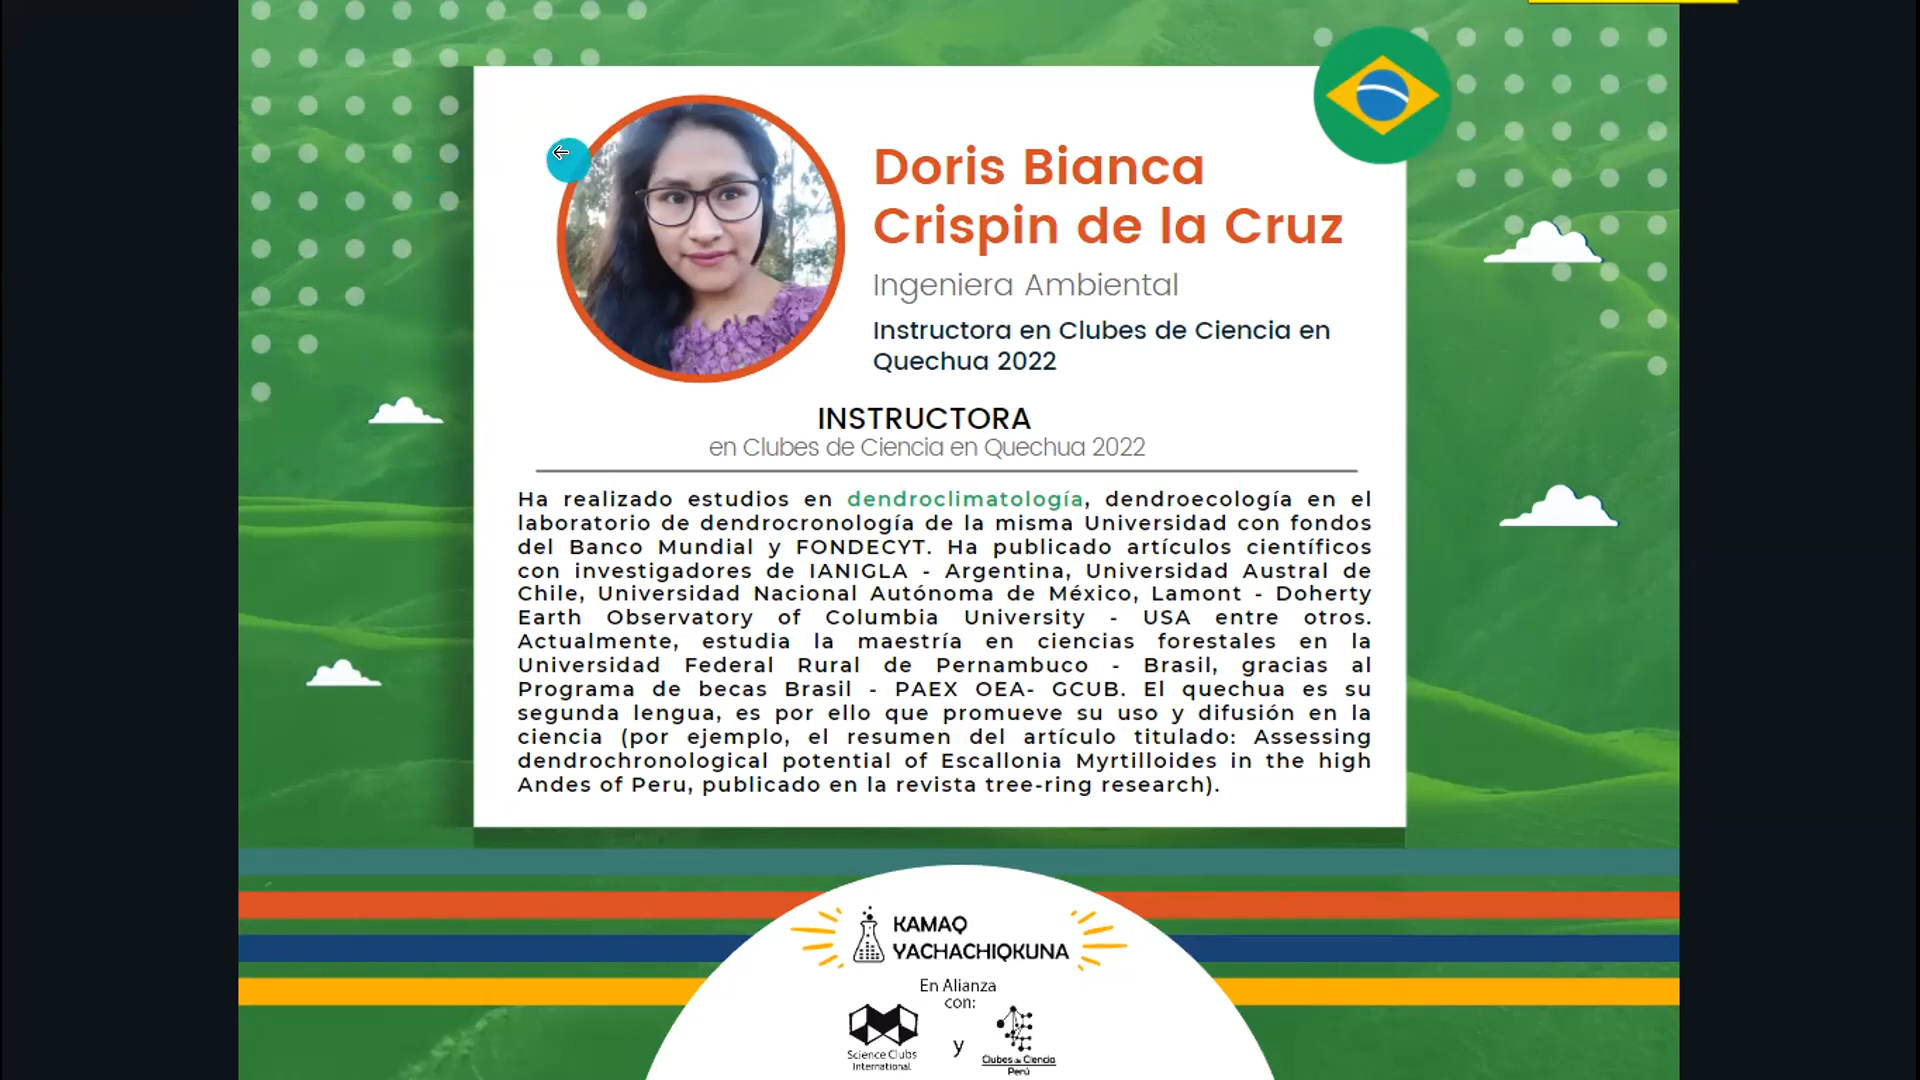 Doris Bianca
Crispin de la Cruz
Ingeniera Ambiental
Instructora en Clubes de Ciencia en
Quechua 2022
INSTRUCTORA
en Clubes de Ciencia en Quechua 2022
Ha realizado estudios en dendroclimatología, dendroecología en el
laboratorio de dendrocronología de la misma Universidad con fondos
del Banco Mundial y FONDECYT. Ha publicado artículos científicos
con investigadores de IANIGLA - Argentina, Universidad Austral de
Chile, Universidad Nacional Autónoma de México, Lamont - Doherty
Earth Observatory of Columbia University - USA entre otros.
Actualmente, estudia la maestría en ciencias forestales en la
Universidad Federal Rural de Pernambuco - Brasil, gracias al
Programa de becas Brasil - PAEX OEA- GCUB. El quechua es su
segunda lengua, es por ello que promueve su uso y difusión en la
ciencia (por ejemplo, el resumen del artículo titulado: Assessing
dendrochronological potential of Escallonia Myrtilloides in the high
Andes of Peru, publicado en la revista tree-ring research).
KAMAQ
YACHACHIQKUNA
En Alianza
con:
Science Clubs
International
y
Clubes de Ciencia
Perú